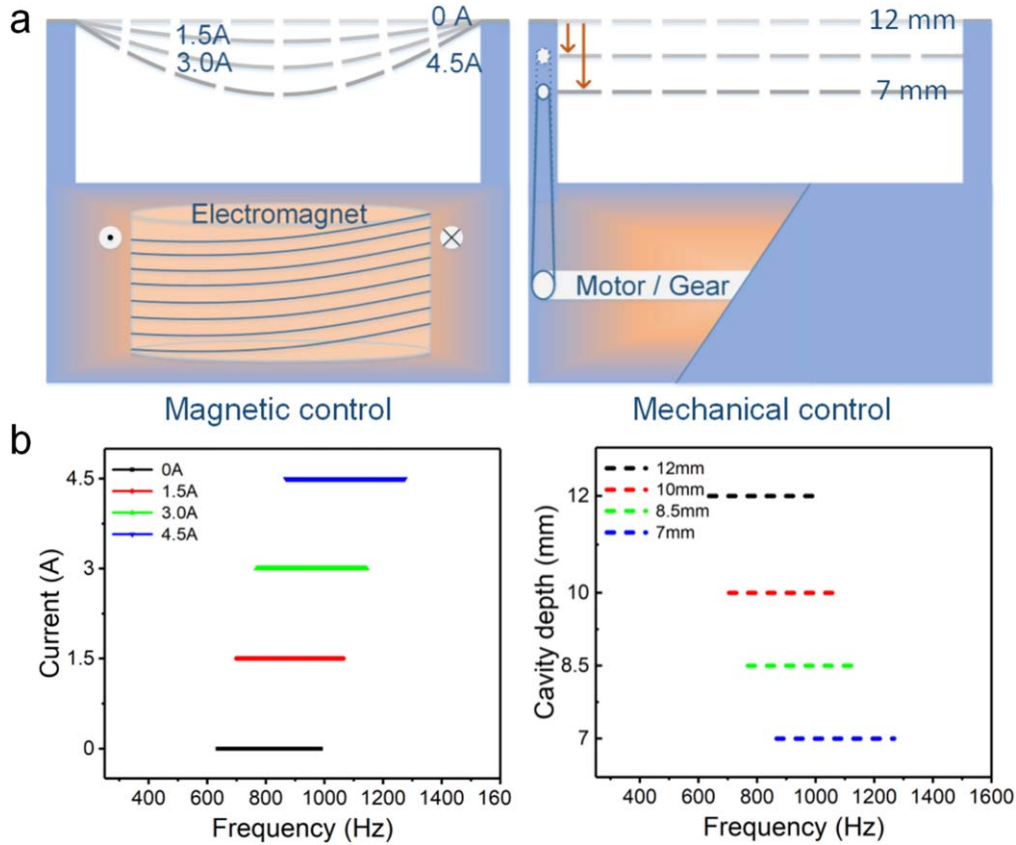 a
0 A
1.5A
3.0A
4.5A
Electromagnet
Magnetic control
12 mm
7 mm
Motor / Gear
Mechanical control
b
0A
1.5A
3.0A
4.5A
4.5
3
1.5
0
Current (A)
400 600 800 1000 1200 1400 160
Frequency (Hz)
12mm
10mm
8.5mm
7mm
12
10
8.5
7
Cavity depth (mm)
400 600 800 1000 1200 1400 1600
Frequency (Hz)